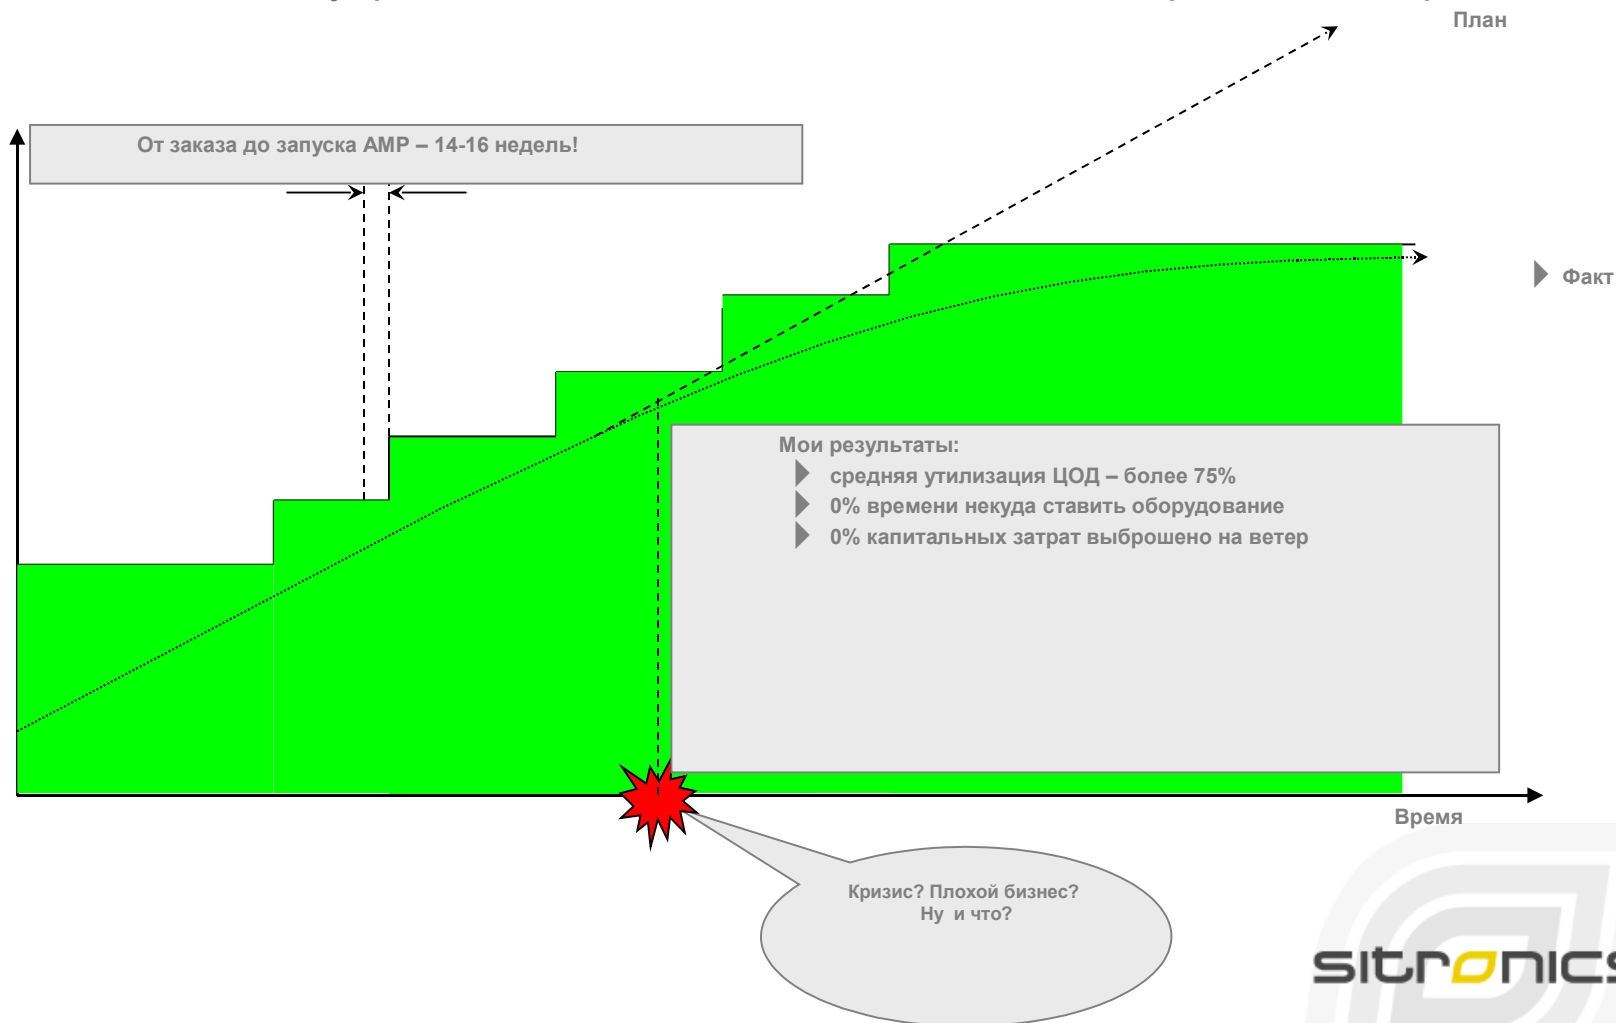 План
От заказа до запуска АМР – 14-16 недель!
Факт
Мои результаты:
средняя утилизация ЦОД – более 75%
0% времени некуда ставить оборудование
0% капитальных затрат выброшено на ветер
Время
Кризис? Плохой бизнес?
Ну и что?
sitronics